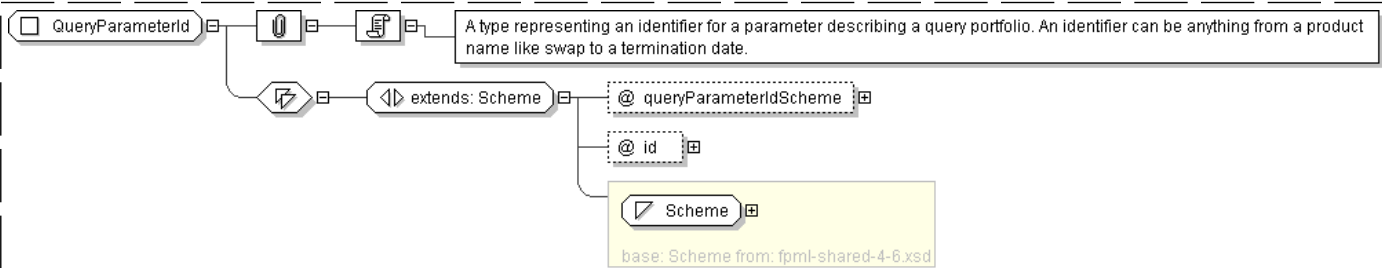 QueryParameterId
A type representing an identifier for a parameter describing a query portfolio. An identifier can be anything from a product
name like swap to a termination date.
extends: Scheme
@ queryParameterIdScheme
@ id
Scheme
base: Scheme from: fpml-shared-4-6.xsd